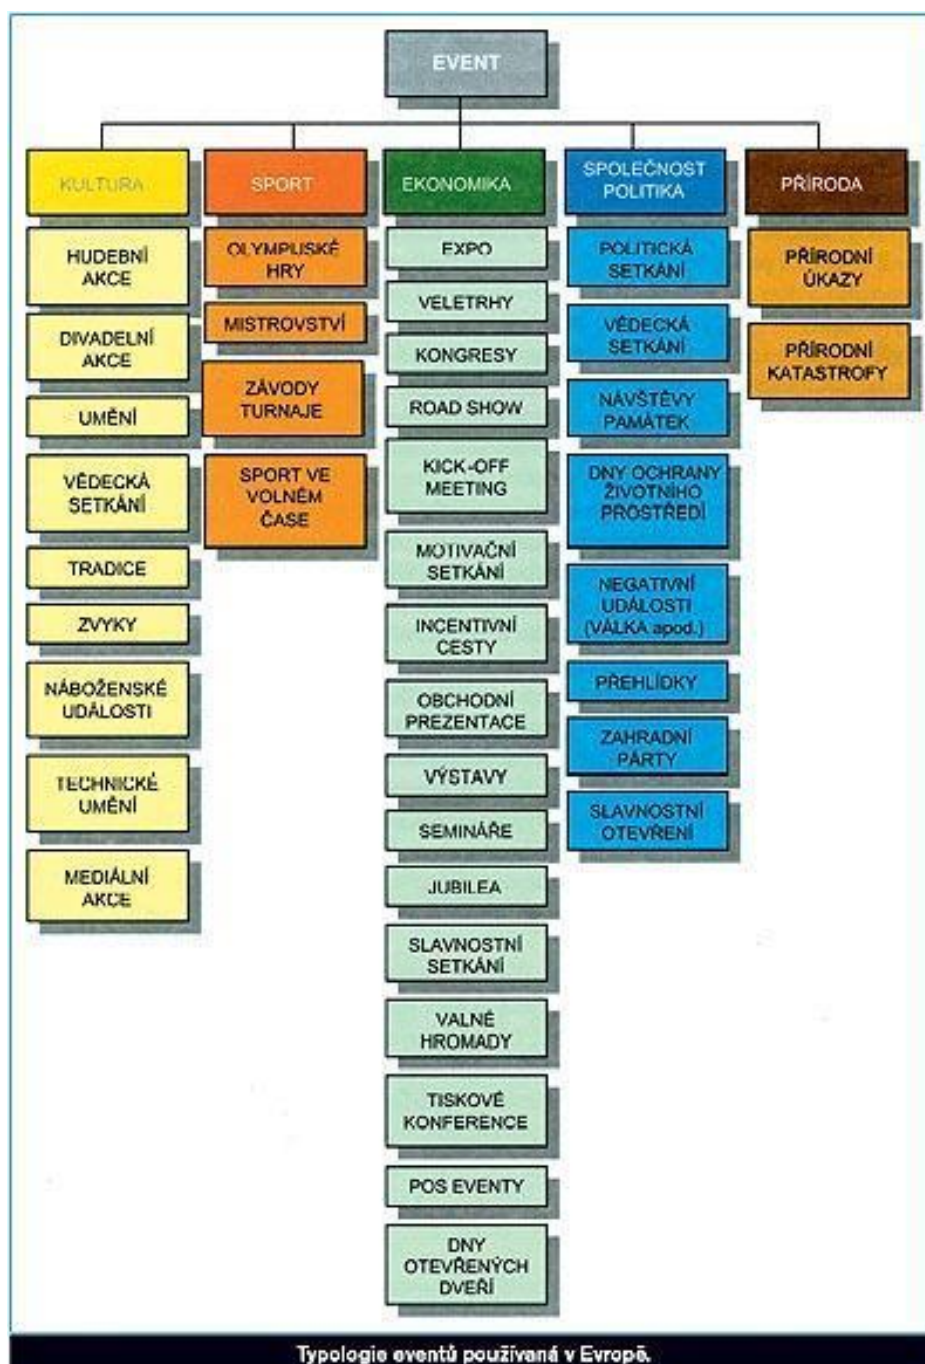 EVENT
KULTURA
HUDEBNÍ
AKCE
DIVADELNÍ
AKCE
UMĚNÍ
VĚDECKÁ
SETKÁNÍ
TRADICE
ZVYKY
NÁBOŽENSKÉ
UDÁLOSTI
TECHNICKÉ
UMĚNÍ
MEDIÁLNÍ
AKCE
SPORT
OLYMPIJSKÉ
HRY
MISTROVSTVÍ
ZÁVODY
TURNAJE
SPORT VE
VOLNÉM
ČASE
EKONOMIKA
EXPO
VELETRHY
KONGRESY
ROAD SHOW
KICK-OFF
MEETING
MOTIVAČNÍ
SETKÁNÍ
INCENTIVNÍ
CESTY
OBCHODNÍ
PREZENTACE
VÝSTAVY
SEMINÁŘE
JUBILEA
SLAVNOSTNÍ
SETKÁNÍ
VALNÉ
HROMADY
TISKOVÉ
KONFERENCE
POS EVENTY
DNY
OTEVŘENÝCH
DVEŘÍ
SPOLEČNOST
POLITIKA
POLITICKÁ
SETKÁNÍ
VĚDECKÁ
SETKÁNÍ
NÁVŠTĚVY
PAMÁTEK
DNY OCHRANY
ŽIVOTNÍHO
PROSTŘEDÍ
NEGATIVNÍ
UDÁLOSTI
(VÁLKA apod.)
PŘEHLÍDKY
ZAHRADNÍ
PÁRTY
SLAVNOSTNÍ
OTEVŘENÍ
PŘÍRODA
PŘÍRODNÍ
ÚKAZY
PŘÍRODNÍ
KATASTROFY
Typologie eventů používaná v Evropě.